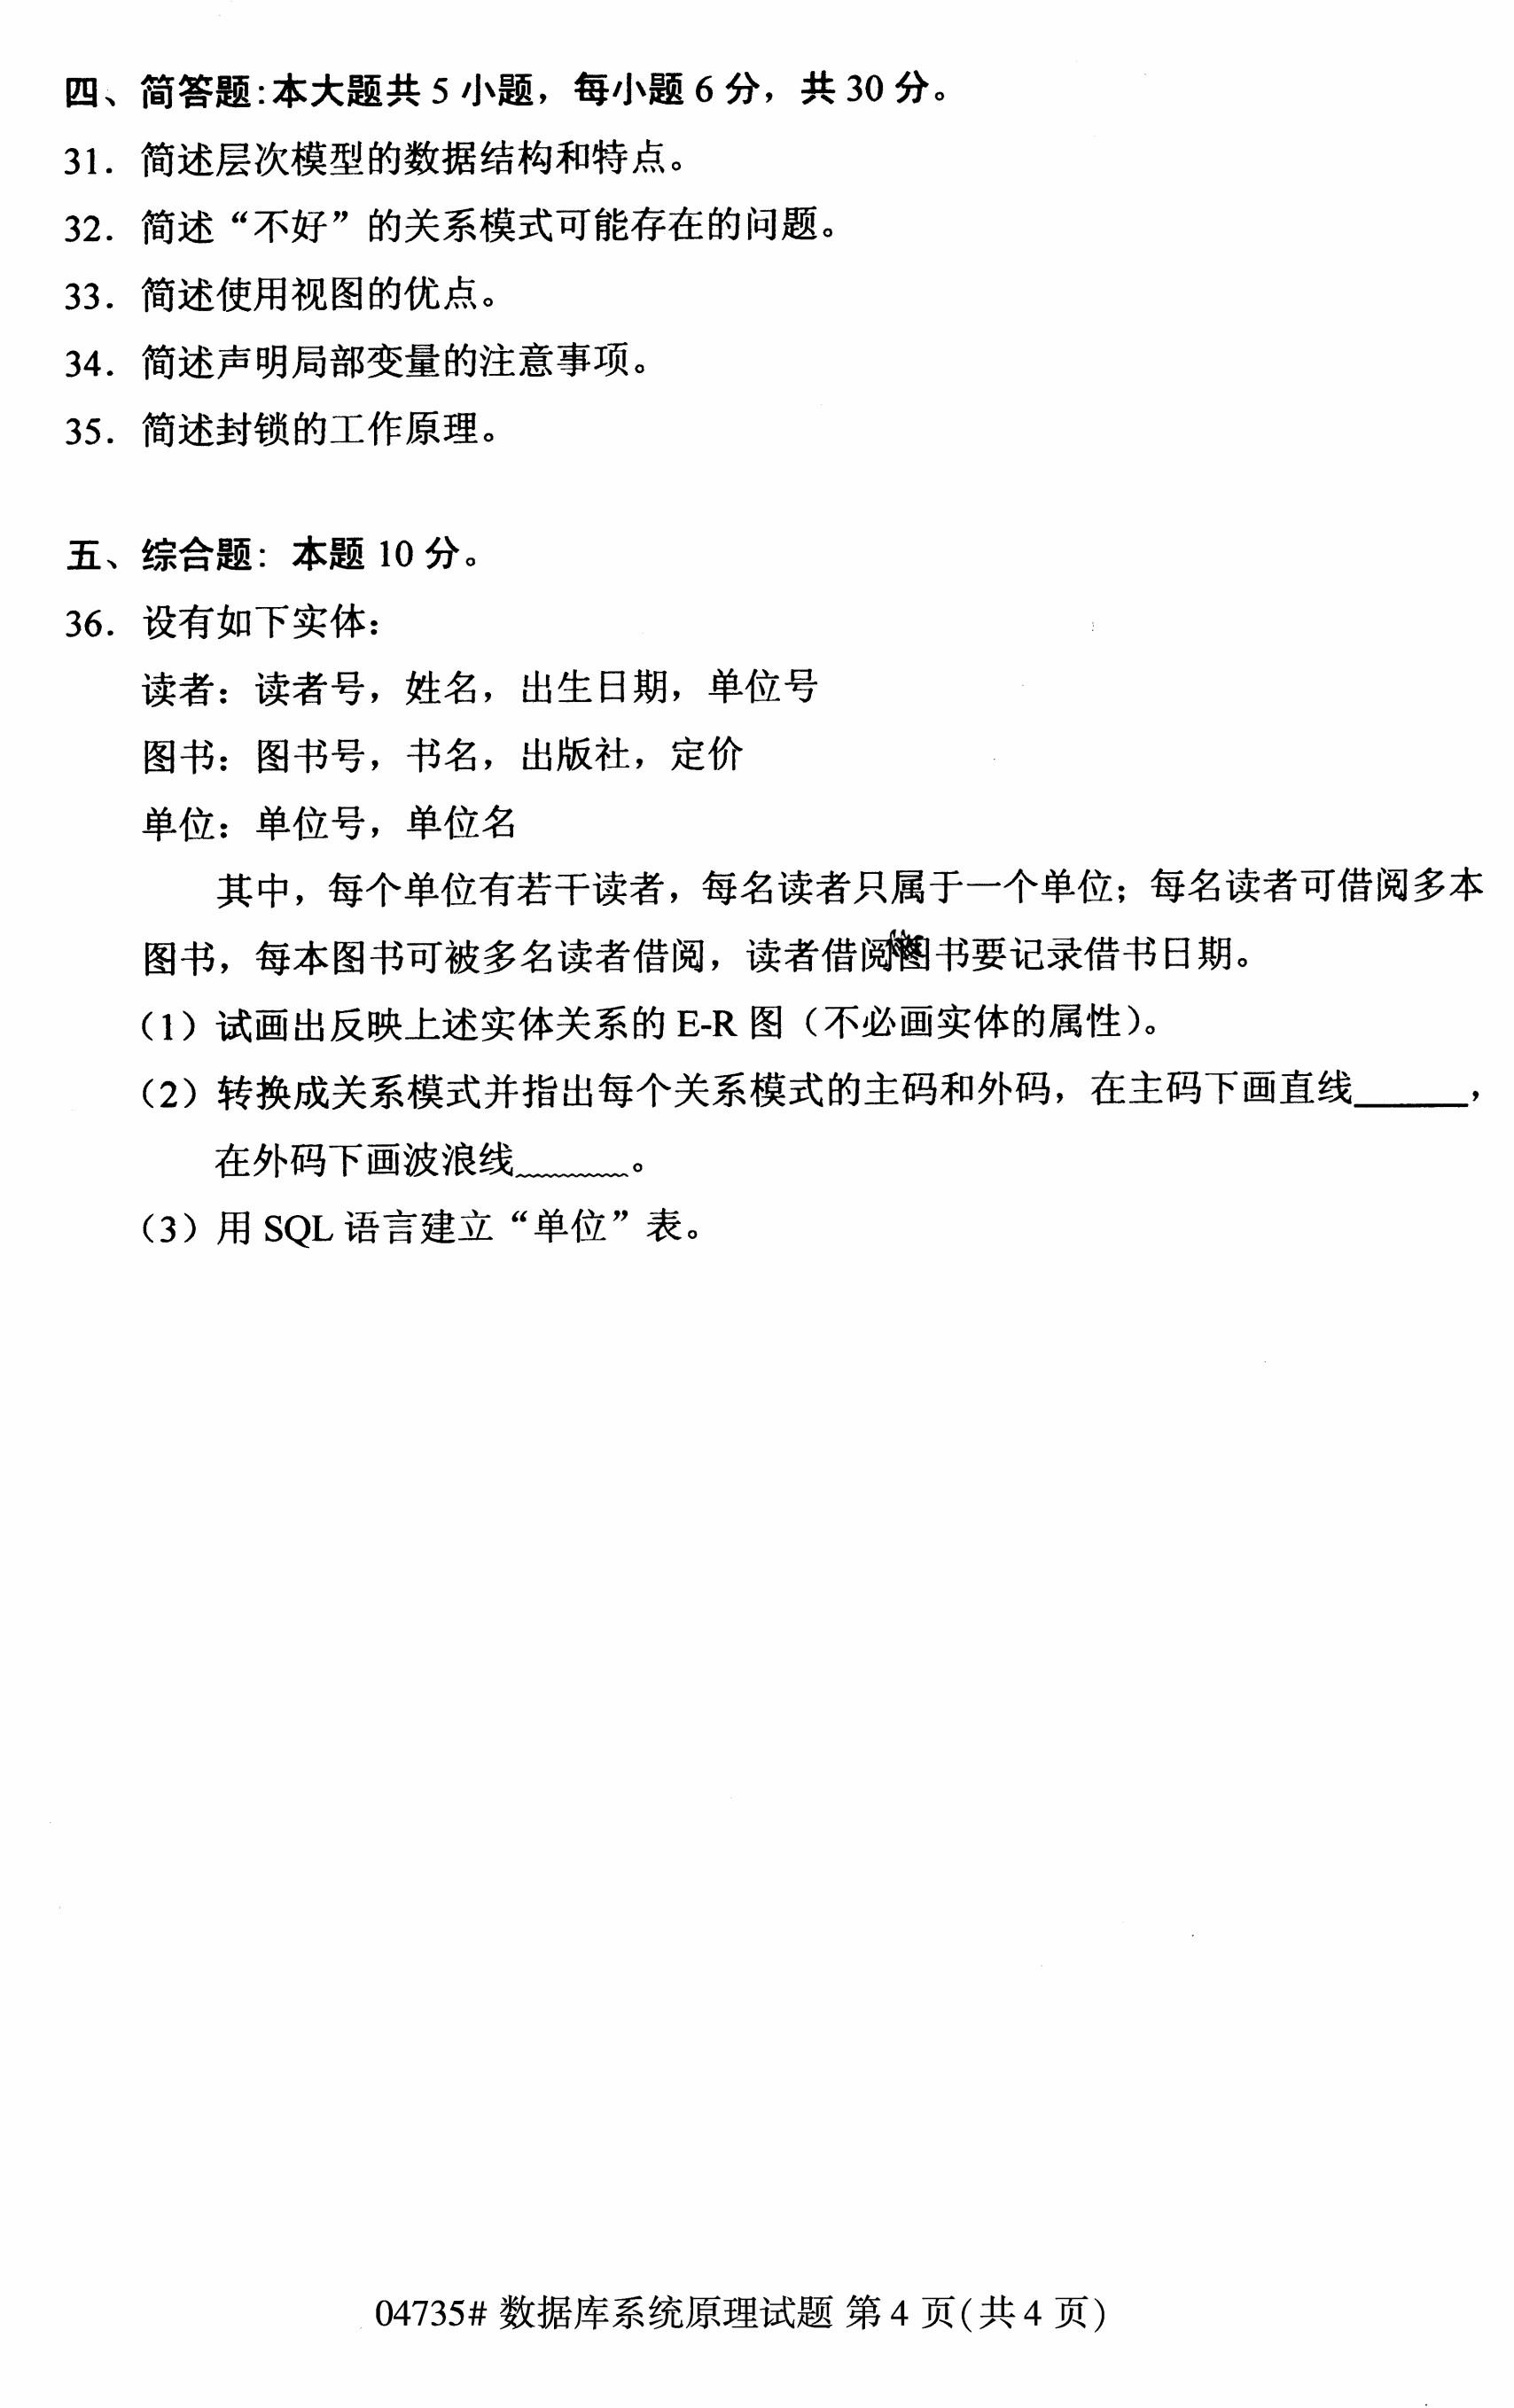 四、简答题:本大题共 5 小题，每小题 6 分，共 30 分。
31. 简述层次模型的数据结构和特点。
32. 简述“不好”的关系模式可能存在的问题。
33. 简述使用视图的优点。
34. 简述声明局部变量的注意事项。
35. 简述封锁的工作原理。
五、综合题: 本题 10 分。
36. 设有如下实体:
读者: 读者号，姓名，出生日期，单位号
图书: 图书号，书名，出版社，定价
单位: 单位号，单位名
其中，每个单位有若干读者，每名读者只属于一个单位；每名读者可借阅多本
图书，每本图书可被多名读者借阅，读者借阅图书要记录借书日期。
（1）试画出反映上述实体关系的 E-R 图（不必画实体的属性）。
（2）转换成关系模式并指出每个关系模式的主码和外码，在主码下画直线______，
在外码下画波浪线﹏﹏﹏。
（3）用 SQL 语言建立“单位”表。
04735# 数据库系统原理试题 第 4 页(共 4 页)